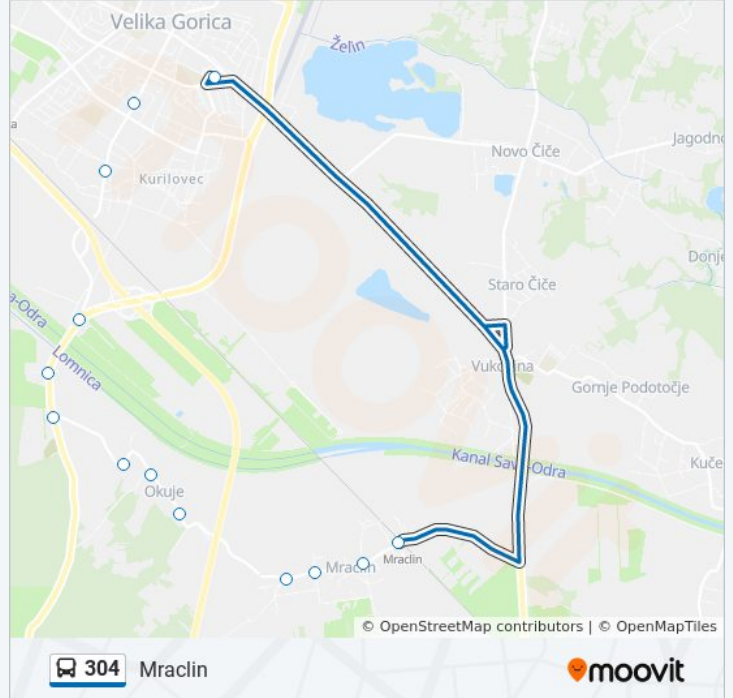 Velika Gorica
Želin
a
Novo Čiče
Jagodno
Kurilovec
Donje
Staro Čiče
a-Odra
Lomnica
Gornje Podotočje
Kanal Sava-Odra
Kuče
Okuje
Mraclin
Mraclin
© OpenStreetMap contributors | © OpenMapTiles
304 Mraclin
moovit